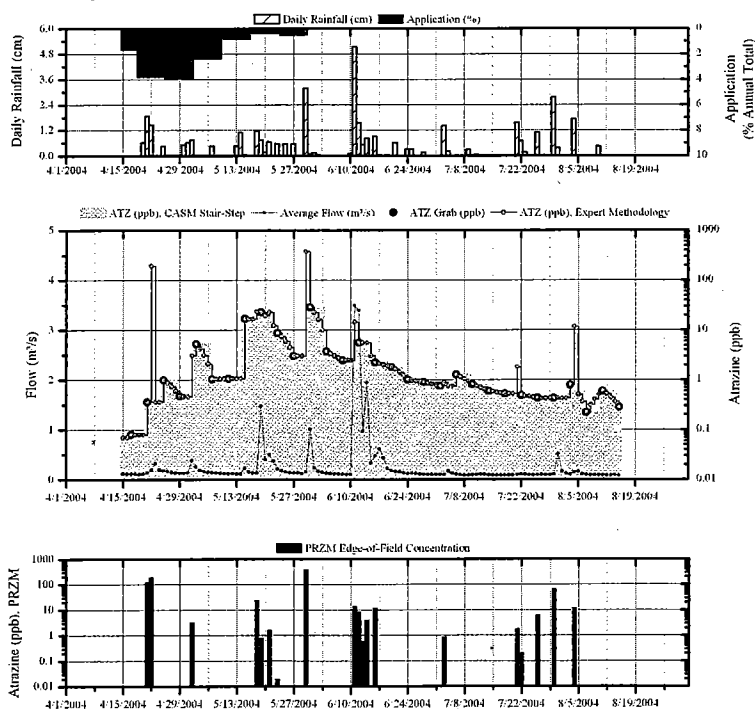 Daily Rainfall (cm) Application (%)
Daily Rainfall (cm)
6.0
4.8
3.6
2.4
1.2
0.0
0
2
4
6
8
10
Application
(% Annual Total)
4/1/2004 4/15/2004 4/29/2004 5/13/2004 5/27/2004 6/10/2004 6/24/2004 7/8/2004 7/22/2004 8/5/2004 8/19/2004
ATZ (ppb), CASM Stair-Step Average Flow (m³/s) ATZ Grab (ppb) ATZ (ppb), Expert Methodology
Flow (m³/s)
5
4
3
2
1
0
1000
100
10
1
0.1
0.01
Atrazine (ppb)
4/1/2004 4/15/2004 4/29/2004 5/13/2004 5/27/2004 6/10/2004 6/24/2004 7/8/2004 7/22/2004 8/5/2004 8/19/2004
PRZM Edge-of-Field Concentration
Atrazine (ppb), PRZM
1000
100
10
1
0.1
0.01
4/1/2004 4/15/2004 4/29/2004 5/13/2004 5/27/2004 6/10/2004 6/24/2004 7/8/2004 7/22/2004 8/5/2004 8/19/2004